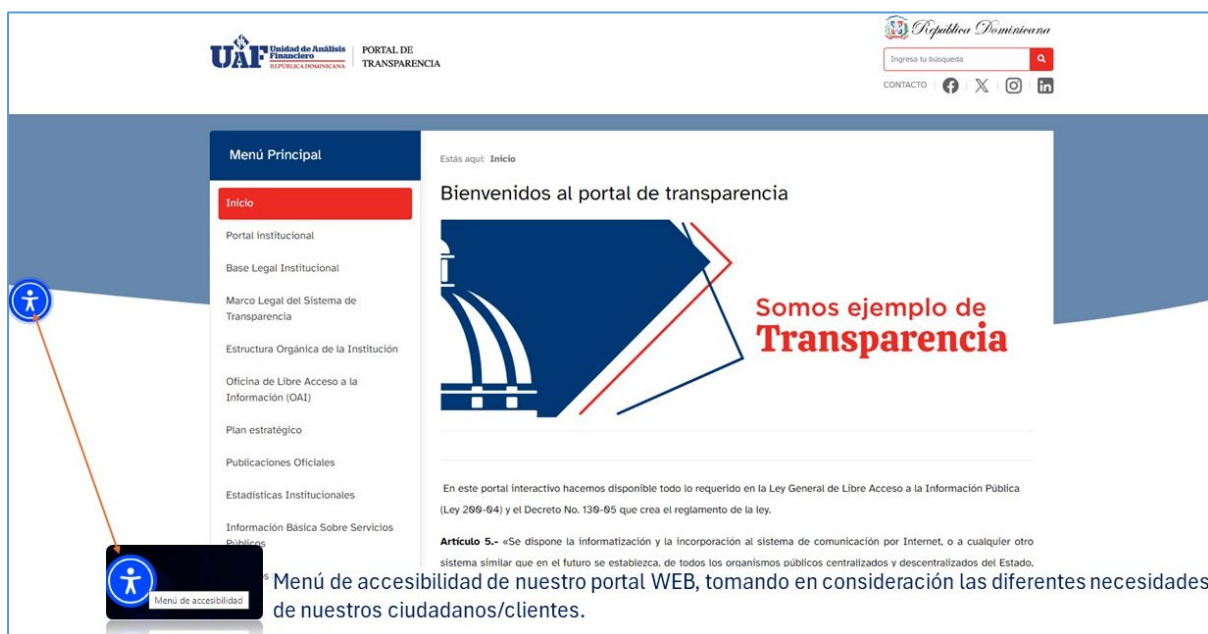 UAF Unidad de Análisis
Financiero
REPÚBLICA DOMINICANA
PORTAL DE
TRANSPARENCIA
República Dominicana
Ingresa tu búsqueda
CONTACTO
Menú Principal
Inicio
Portal institucional
Base Legal Institucional
Marco Legal del Sistema de
Transparencia
Estructura Orgánica de la Institución
Oficina de Libre Acceso a la
Información (OAI)
Plan estratégico
Publicaciones Oficiales
Estadísticas Institucionales
Información Básica Sobre Servicios
Públicos
Estás aquí: Inicio
Bienvenidos al portal de transparencia
Somos ejemplo de
Transparencia
En este portal interactivo hacemos disponible todo lo requerido en la Ley General de Libre Acceso a la Información Pública
(Ley 200-04) y el Decreto No. 130-05 que crea el reglamento de la ley.
Artículo 5.- «Se dispone la informatización y la incorporación al sistema de comunicación por Internet, o a cualquier otro
sistema similar que en el futuro se establezca, de todos los organismos públicos centralizados y descentralizados del Estado,
Menú de accesibilidad
Menú de accesibilidad de nuestro portal WEB, tomando en consideración las diferentes necesidades
de nuestros ciudadanos/clientes.